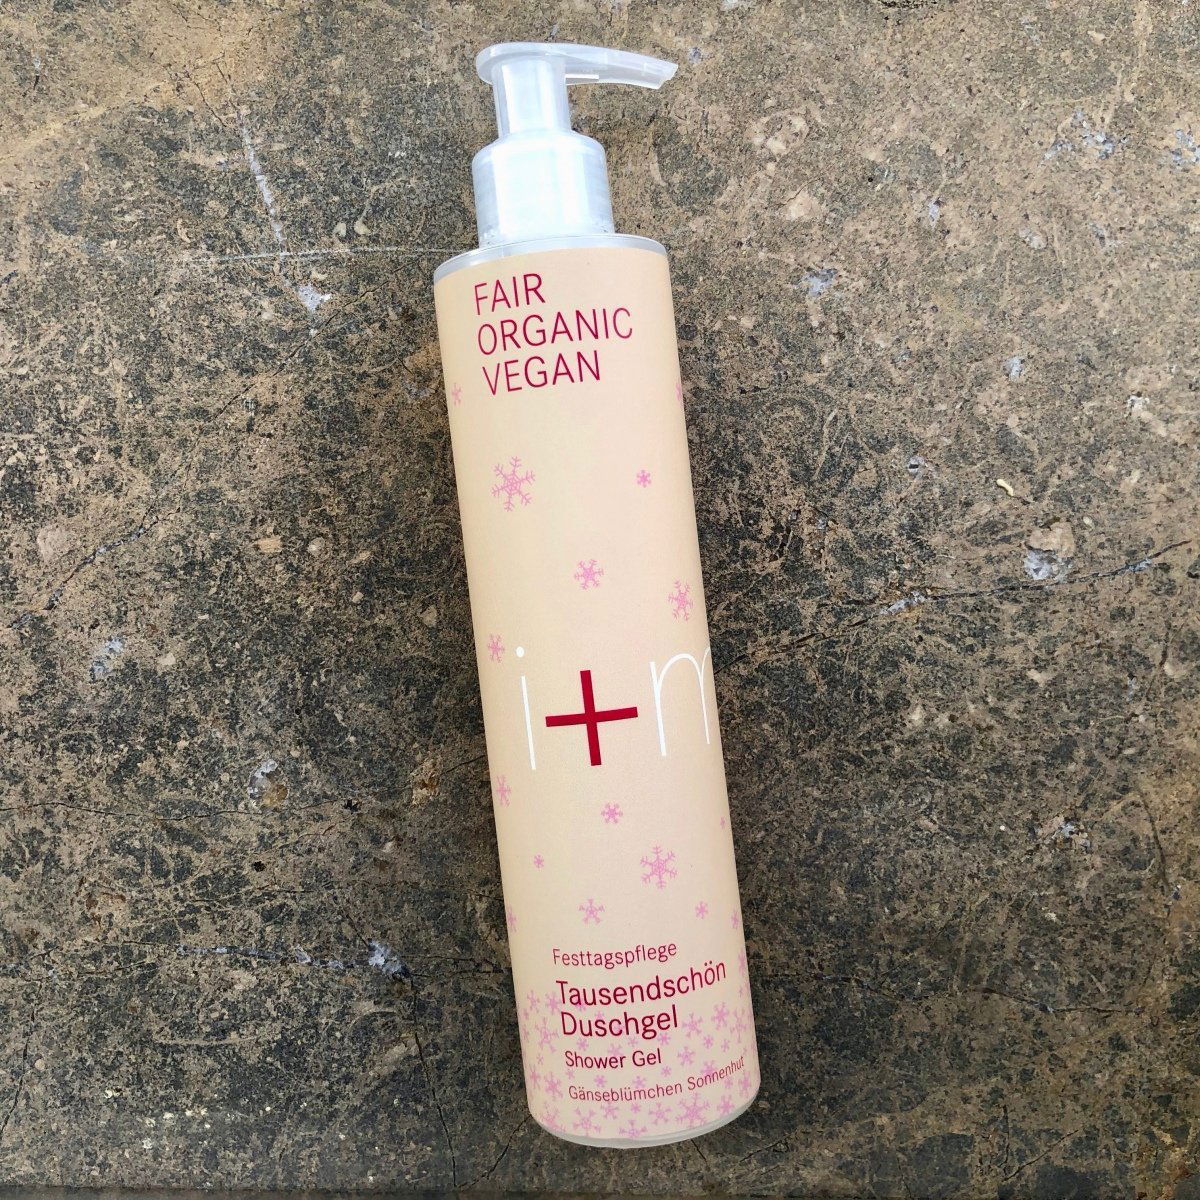 FAIR
ORGANIC
VEGAN
i+m
Festtagspflege
Tausendschön
Duschgel
Shower Gel
Gänseblümchen Sonnenhut